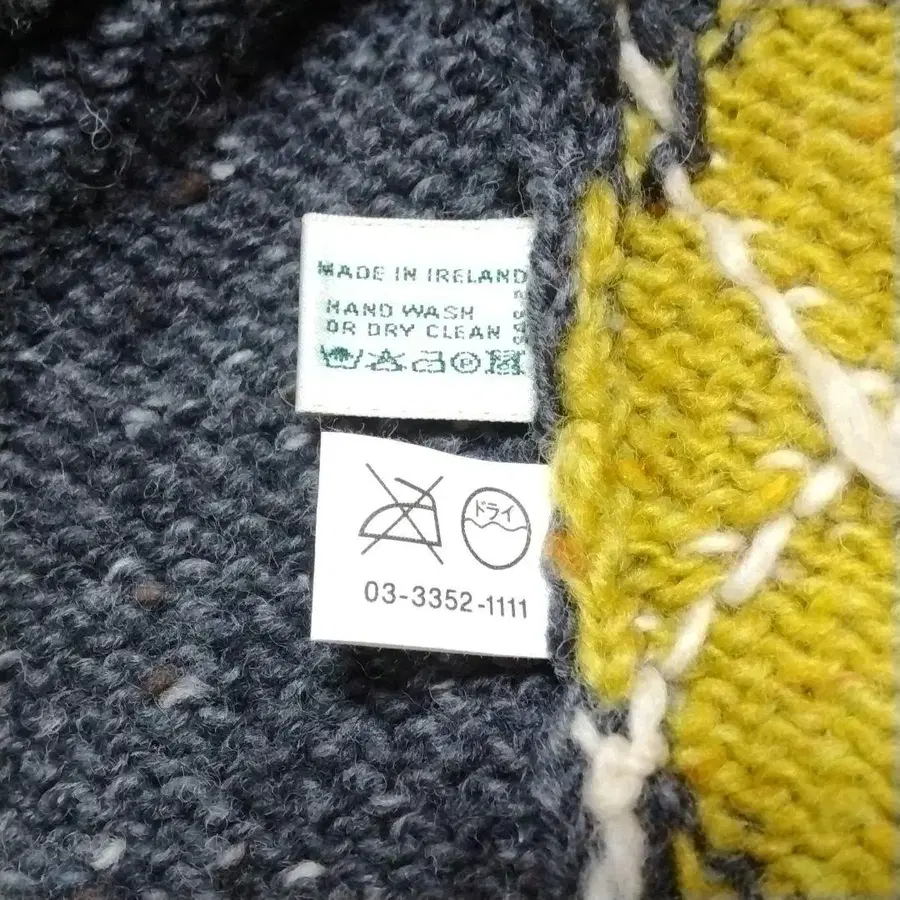 MADE IN IRELAND
HAND WASH
OR DRY CLEAN
P
ドライ
03-3352-1111